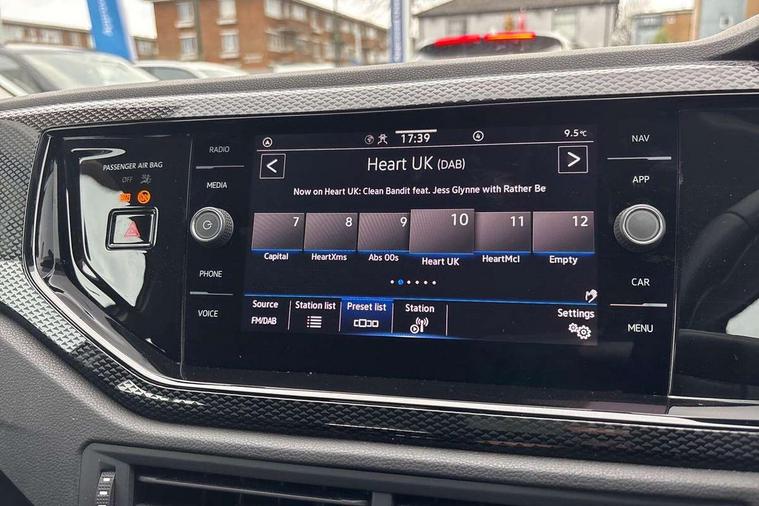 RADIO
MEDIA
PHONE
VOICE
PASSENGER AIR BAG
OFF
17:39
9.5°C
Heart UK (DAB)
Now on Heart UK: Clean Bandit feat. Jess Glynne with Rather Be
7 8 9 10 11 12
Capital HeartXms Abs 00s Heart UK HeartMcl Empty
Source Station list Preset list Station Settings
FM/DAB
NAV
APP
CAR
MENU